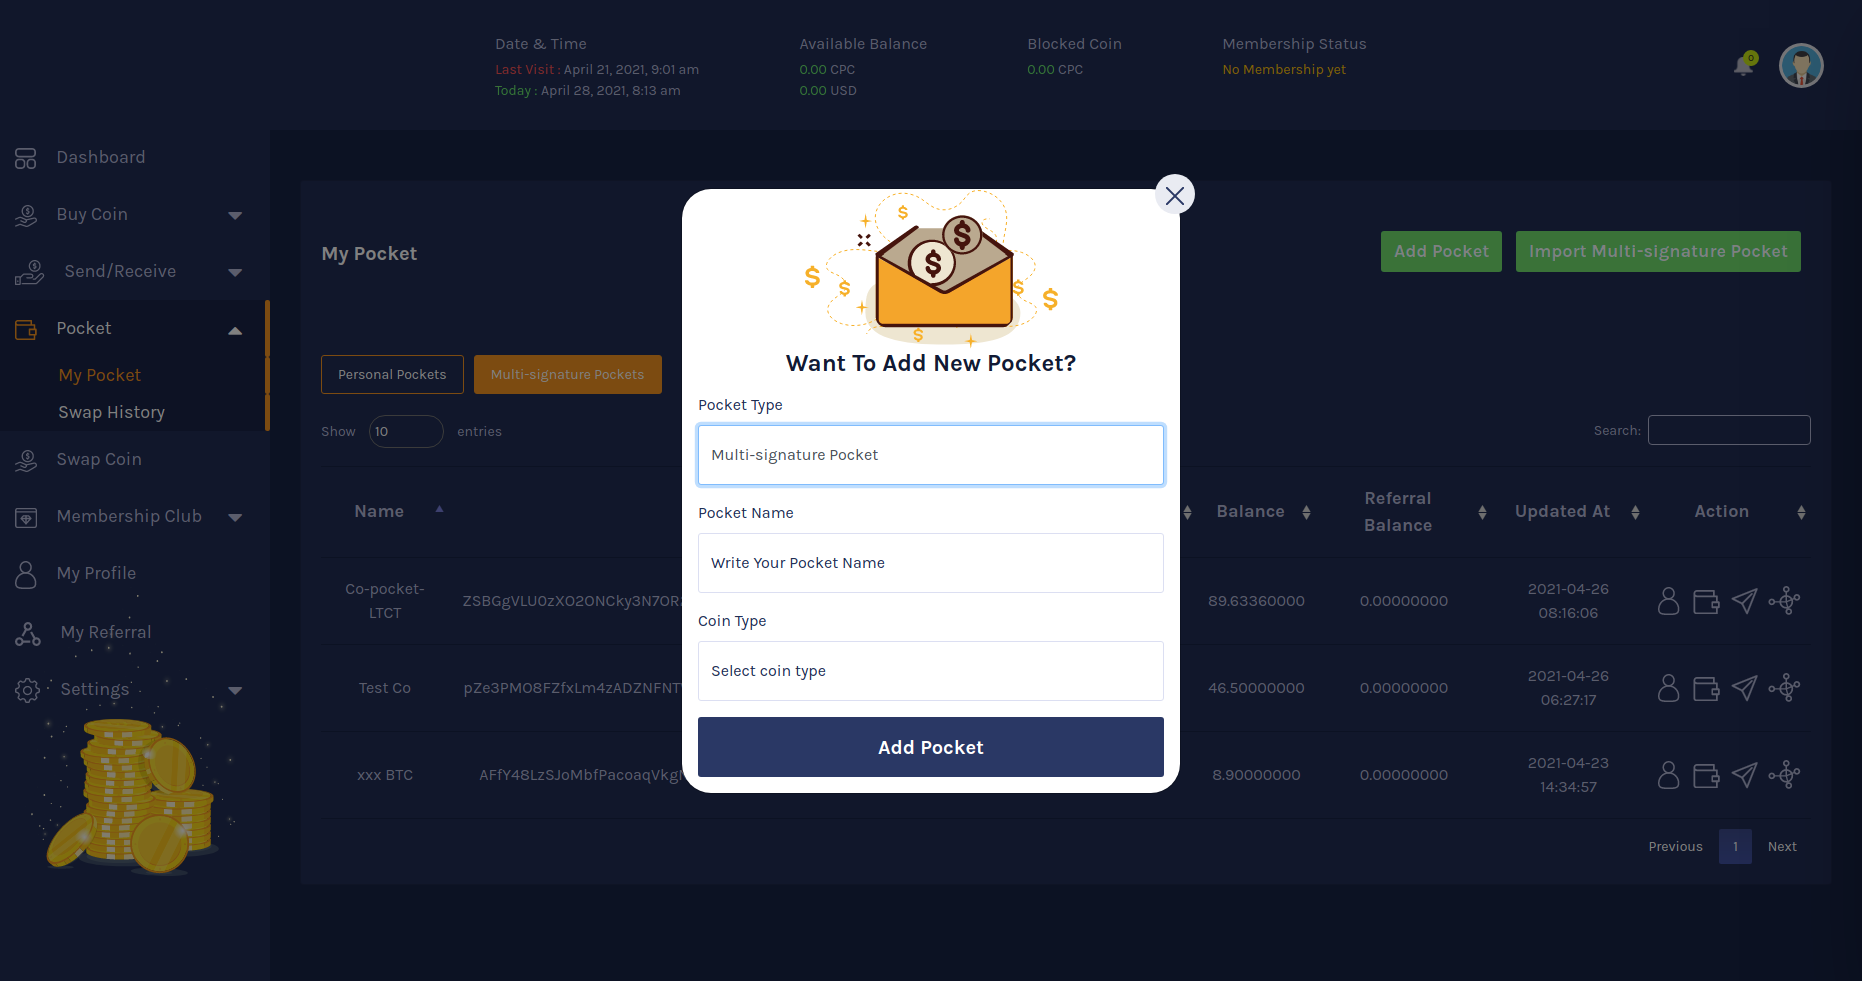 Date & Time
Last Visit : April 21, 2021, 9:01 am
Today : April 28, 2021, 8:13 am
Available Balance
0.00 CPC
0.00 USD
Blocked Coin
0.00 CPC
Membership Status
No Membership yet
0
Dashboard
Buy Coin
Send/Receive
Pocket
My Pocket
Swap History
Swap Coin
Membership Club
My Profile
My Referral
Settings
My Pocket
Add Pocket
Import Multi-signature Pocket
Personal Pockets
Multi-signature Pockets
Show 10 entries
Search:
Name
Balance
Referral
Balance
Updated At
Action
Co-pocket-
LTCT
89.63360000
0.00000000
2021-04-26
08:16:06
Test Co
46.50000000
0.00000000
2021-04-26
06:27:17
xxx BTC
8.90000000
0.00000000
2021-04-23
14:34:57
Previous 1 Next
Want To Add New Pocket?
Pocket Type
Multi-signature Pocket
Pocket Name
Write Your Pocket Name
Coin Type
Select coin type
Add Pocket